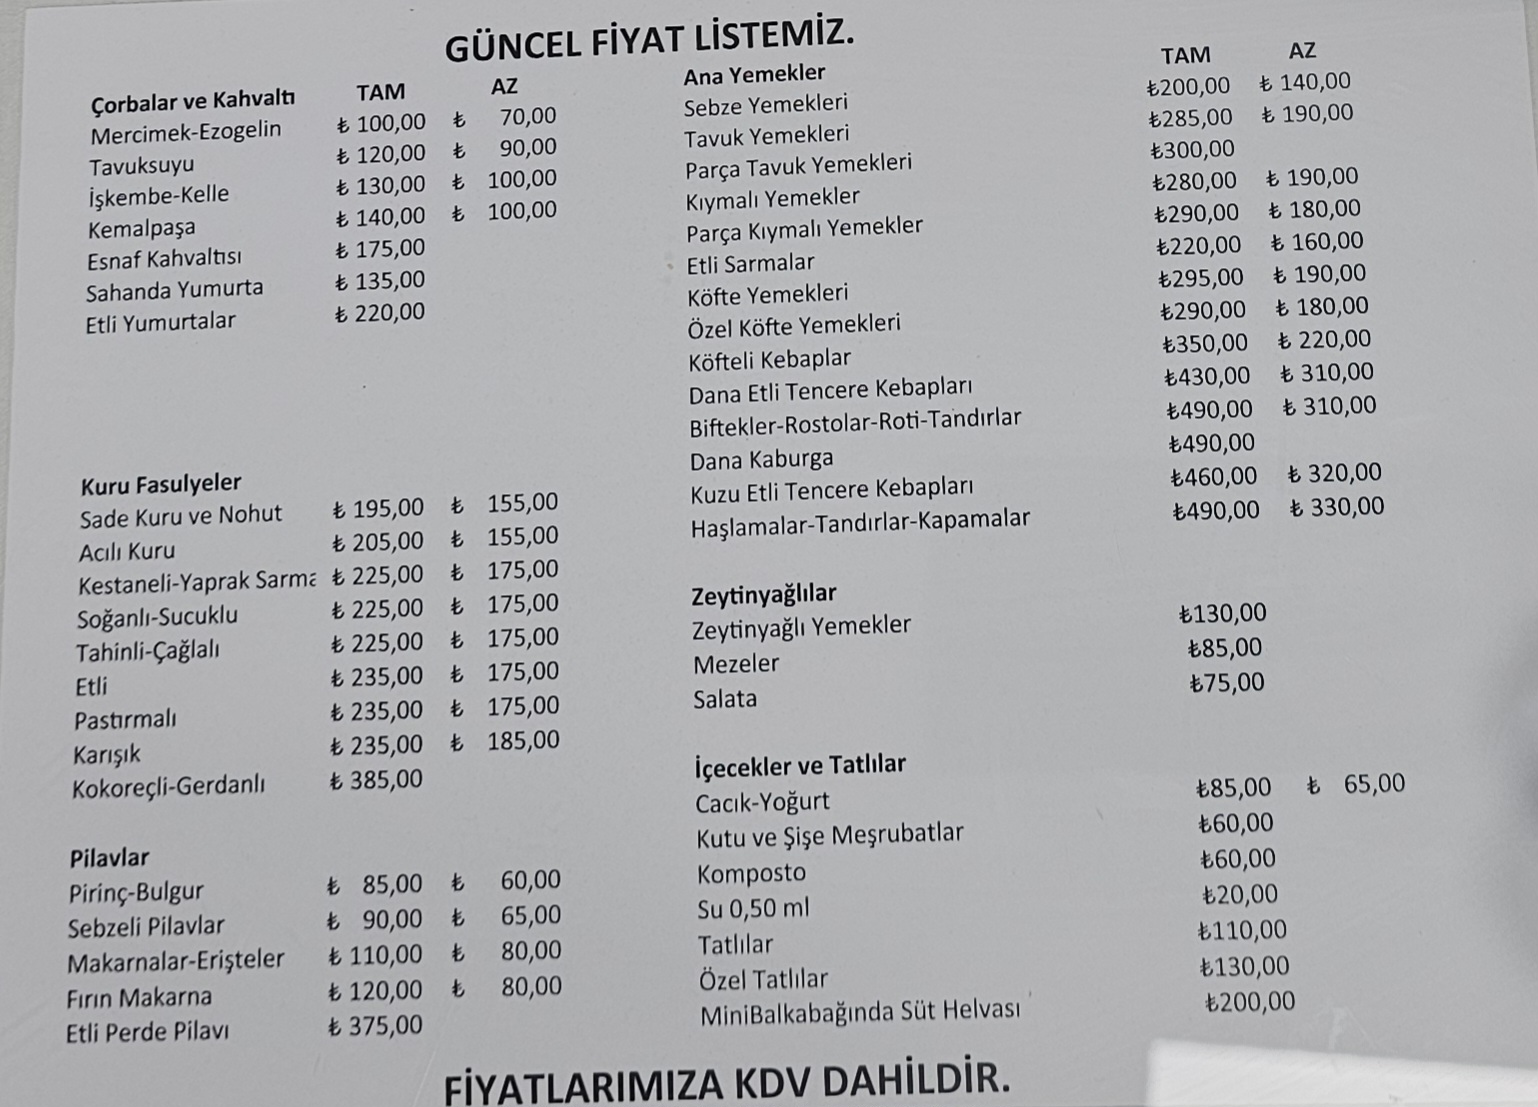 GÜNCEL FİYAT LİSTEMİZ.
Çorbalar ve Kahvaltı TAM AZ
Mercimek-Ezogelin ₺ 100,00 ₺ 70,00
Tavuksuyu ₺ 120,00 ₺ 90,00
İşkembe-Kelle ₺ 130,00 ₺ 100,00
Kemalpaşa ₺ 140,00 ₺ 100,00
Esnaf Kahvaltısı ₺ 175,00
Sahanda Yumurta ₺ 135,00
Etli Yumurtalar ₺ 220,00
Kuru Fasulyeler
Sade Kuru ve Nohut ₺ 195,00 ₺ 155,00
Acılı Kuru ₺ 205,00 ₺ 155,00
Kestaneli-Yaprak Sarma ₺ 225,00 ₺ 175,00
Soğanlı-Sucuklu ₺ 225,00 ₺ 175,00
Tahinli-Çağlalı ₺ 225,00 ₺ 175,00
Etli ₺ 235,00 ₺ 175,00
Pastırmalı ₺ 235,00 ₺ 175,00
Karışık ₺ 235,00 ₺ 185,00
Kokoreçli-Gerdanlı ₺ 385,00
Pilavlar
Pirinç-Bulgur ₺ 85,00 ₺ 60,00
Sebzeli Pilavlar ₺ 90,00 ₺ 65,00
Makarnalar-Erişteler ₺ 110,00 ₺ 80,00
Fırın Makarna ₺ 120,00 ₺ 80,00
Etli Perde Pilavı ₺ 375,00
Ana Yemekler TAM AZ
Sebze Yemekleri ₺200,00 ₺ 140,00
Tavuk Yemekleri ₺285,00 ₺ 190,00
Parça Tavuk Yemekleri ₺300,00
Kıymalı Yemekler ₺280,00 ₺ 190,00
Parça Kıymalı Yemekler ₺290,00 ₺ 180,00
Etli Sarmalar ₺220,00 ₺ 160,00
Köfte Yemekleri ₺295,00 ₺ 190,00
Özel Köfte Yemekleri ₺290,00 ₺ 180,00
Köfteli Kebaplar ₺350,00 ₺ 220,00
Dana Etli Tencere Kebapları ₺430,00 ₺ 310,00
Biftekler-Rostolar-Roti-Tandırlar ₺490,00 ₺ 310,00
Dana Kaburga ₺490,00
Kuzu Etli Tencere Kebapları ₺460,00 ₺ 320,00
Haşlamalar-Tandırlar-Kapamalar ₺490,00 ₺ 330,00
Zeytinyağlılar
Zeytinyağlı Yemekler ₺130,00
Mezeler ₺85,00
Salata ₺75,00
İçecekler ve Tatlılar
Cacık-Yoğurt ₺85,00 ₺ 65,00
Kutu ve Şişe Meşrubatlar ₺60,00
Komposto ₺60,00
Su 0,50 ml ₺20,00
Tatlılar ₺110,00
Özel Tatlılar ₺130,00
MiniBalkabağında Süt Helvası ₺200,00
FİYATLARIMIZA KDV DAHİLDİR.